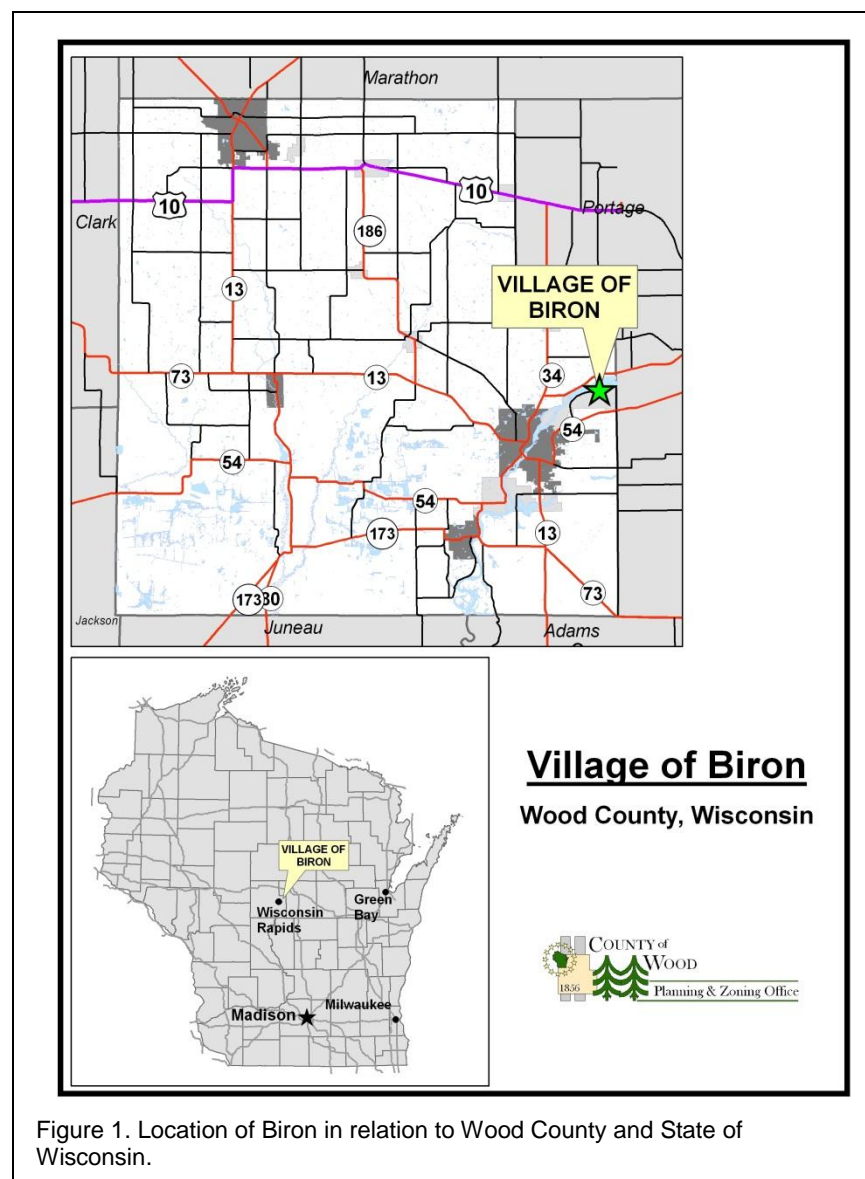 Marathon
10
10
Clark
Portage
186
VILLAGE OF
BIRON
13
73
13
34
54
54
54
173
13
173
30
73
Jackson
Juneau
Adams
VILLAGE OF
BIRON
Wisconsin
Rapids
Green
Bay
Madison
Milwaukee
Village of Biron
Wood County, Wisconsin
COUNTY of
WOOD
1856
Planning & Zoning Office
Figure 1. Location of Biron in relation to Wood County and State of
Wisconsin.